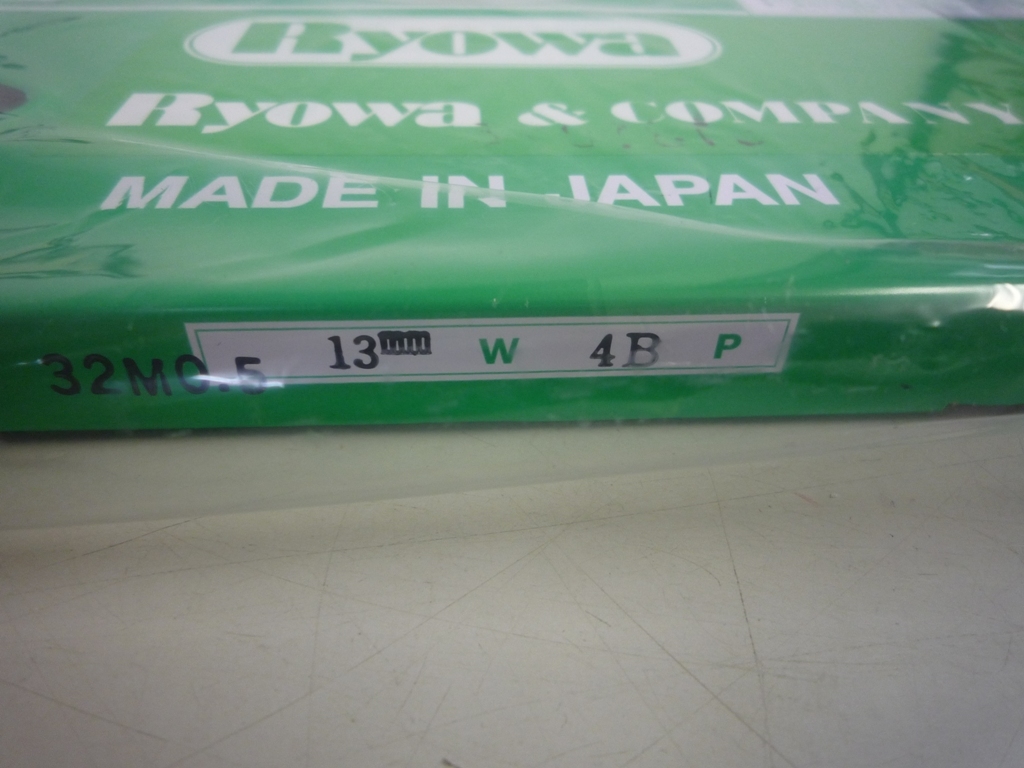 Ryowa
Ryowa & COMPANY
MADE IN JAPAN
32M0.5 13mm W 4B P